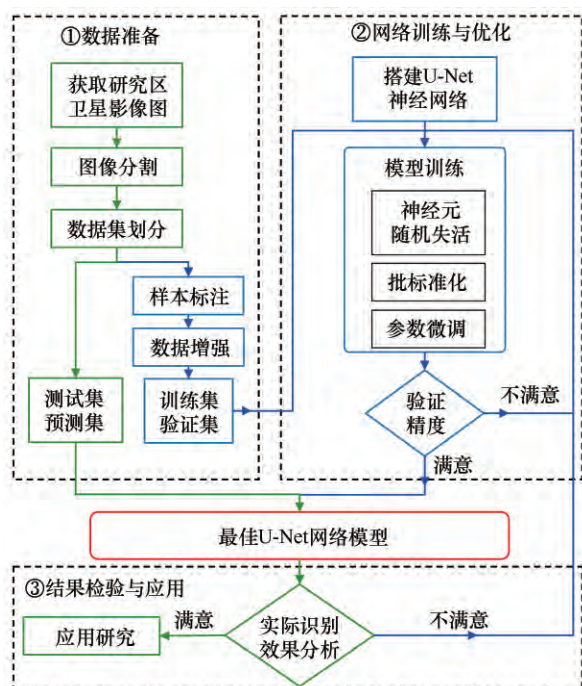 ①数据准备
获取研究区
卫星影像图
图像分割
数据集划分
样本标注
数据增强
测试集
预测集
训练集
验证集
②网络训练与优化
搭建U-Net
神经网络
模型训练
神经元
随机失活
批标准化
参数微调
验证
精度
不满意
满意
最佳U-Net网络模型
③结果检验与应用
满意
应用研究
实际识别
效果分析
不满意